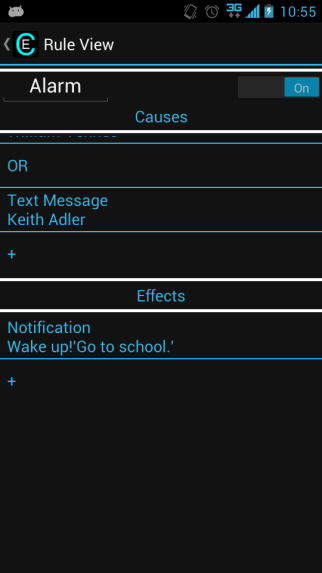 3G
10:55
CE
Rule View
Alarm
On
Causes
OR
Text Message
Keith Adler
+
Effects
Notification
Wake up!'Go to school.'
+